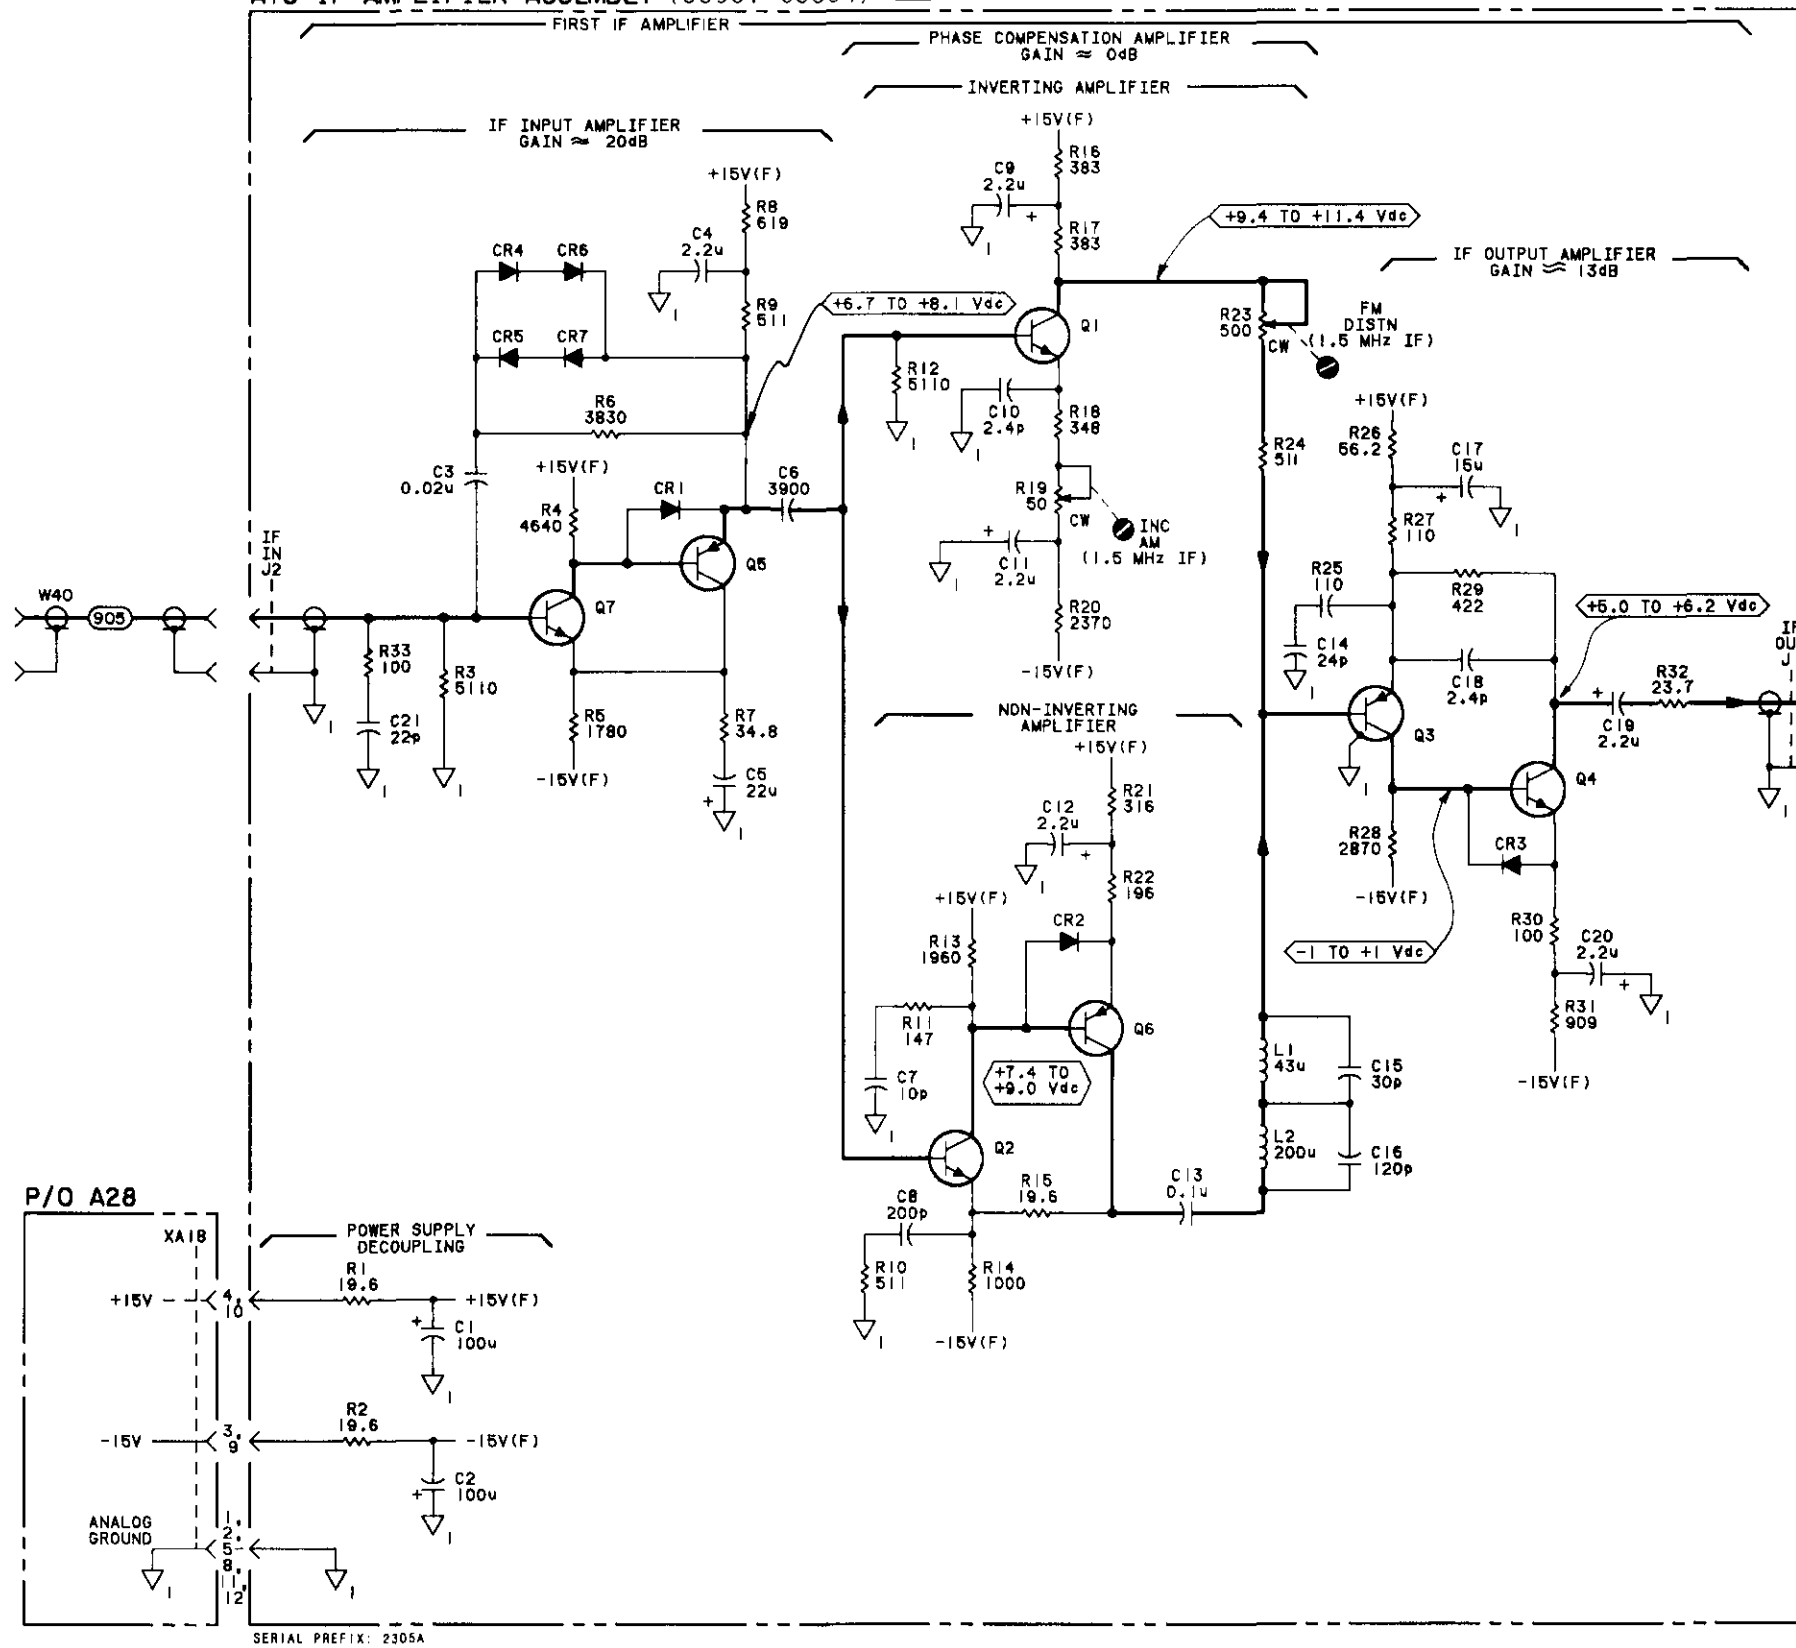 FIRST IF AMPLIFIER
PHASE COMPENSATION AMPLIFIER
GAIN ≈ 0dB
INVERTING AMPLIFIER
IF INPUT AMPLIFIER
GAIN ≈ 20dB
+15V(F)
R16
383
C9
2.2u
+
R17
383
+9.4 TO +11.4 Vdc
+15V(F)
R8
619
C4
2.2u
CR4
CR6
R9
511
+6.7 TO +8.1 Vdc
CR5
CR7
IF OUTPUT AMPLIFIER
GAIN ≈ 13dB
Q1
R23
500
CW
FM
DISTN
(1.5 MHz IF)
R12
5110
R6
3830
C10
2.4p
R18
348
+15V(F)
R26
56.2
C17
15u
+
R24
511
C3
0.02u
+15V(F)
R4
4640
CR1
C6
3900
R19
50
CW
INC
AM
(1.5 MHz IF)
R27
110
+
C11
2.2u
IF
IN
J2
Q5
R25
110
R29
422
+5.0 TO +6.2 Vdc
W40
905
Q7
R20
2370
-15V(F)
C14
24p
C18
2.4p
R33
100
R3
5110
C21
22p
R5
1780
-15V(F)
R7
34.8
C5
22u
+
NON-INVERTING
AMPLIFIER
+15V(F)
Q3
+
C19
2.2u
R32
23.7
R21
316
C12
2.2u
+
Q4
R28
2870
-15V(F)
CR3
R22
196
+15V(F)
R13
1960
CR2
-1 TO +1 Vdc
R30
100
C20
2.2u
+
R31
909
-15V(F)
R11
147
Q6
C7
10p
+7.4 TO
+9.0 Vdc
L1
43u
C15
30p
Q2
L2
200u
C16
120p
R15
19.6
C13
0.1u
C8
200p
R10
511
R14
1000
-15V(F)
P/O A28
XA18
POWER SUPPLY
DECOUPLING
+15V
4,
10
R1
19.6
+15V(F)
+
C1
100u
-15V
3,
9
R2
19.6
-15V(F)
+
C2
100u
ANALOG
GROUND
1,
2,
5-
8,
11,
12
SERIAL PREFIX: 2305A